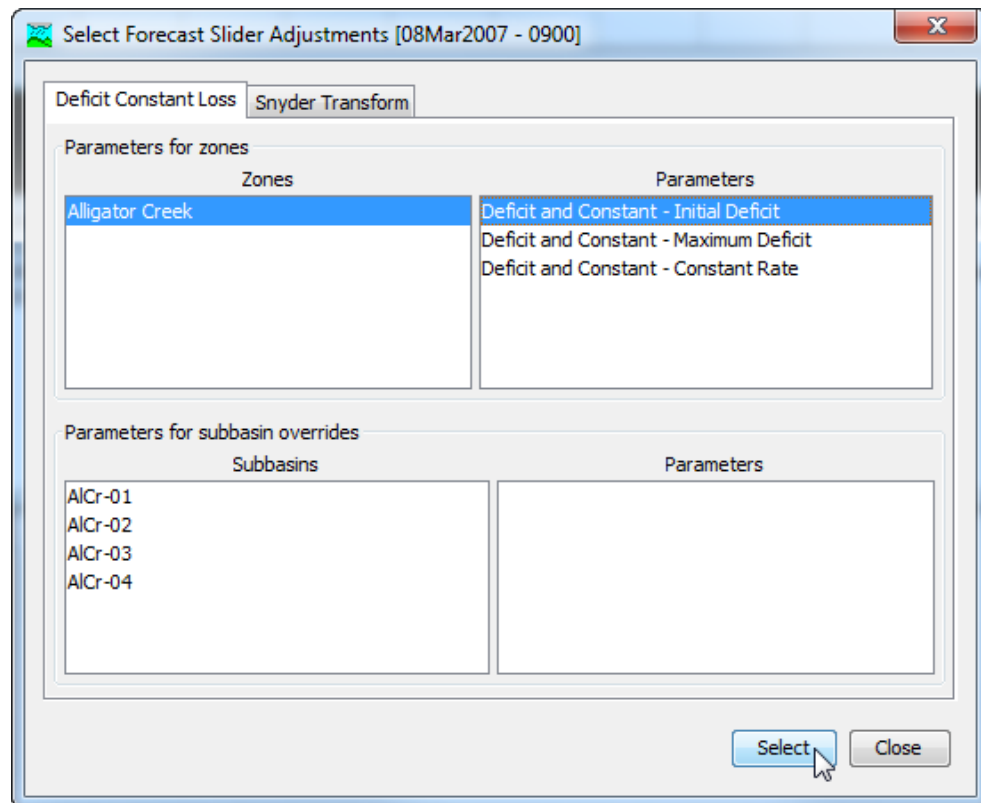 Select Forecast Slider Adjustments [08Mar2007 - 0900]
Deficit Constant Loss Snyder Transform
Parameters for zones
Zones Parameters
Alligator Creek Deficit and Constant - Initial Deficit
Deficit and Constant - Maximum Deficit
Deficit and Constant - Constant Rate
Parameters for subbasin overrides
Subbasins Parameters
AlCr-01
AlCr-02
AlCr-03
AlCr-04
Select Close